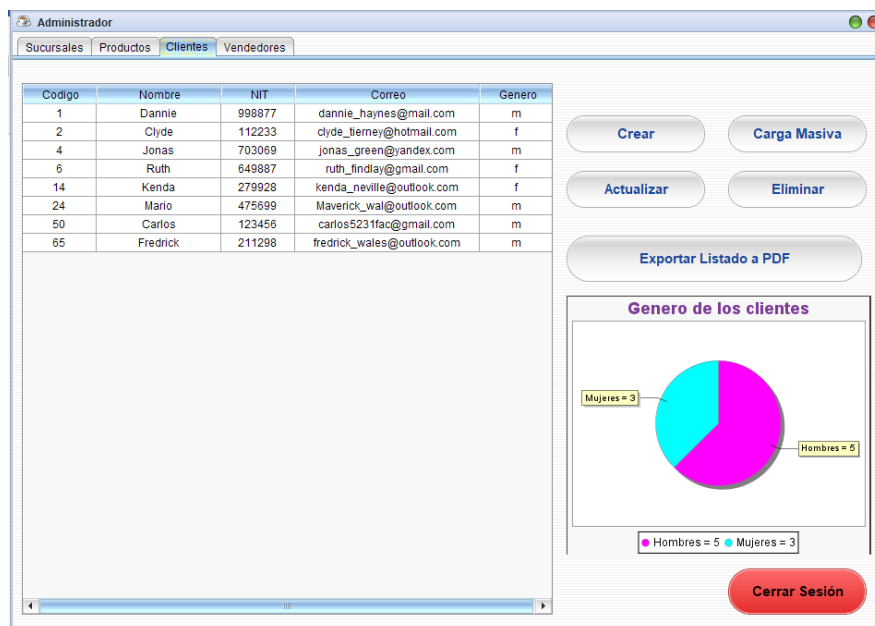 Administrador
Sucursales Productos Clientes Vendedores
Codigo Nombre NIT Correo Genero
1 Dannie 998877 dannie_haynes@mail.com m
2 Clyde 112233 clyde_tierney@hotmail.com f
4 Jonas 703069 jonas_green@yandex.com m
6 Ruth 649887 ruth_findlay@gmail.com f
14 Kenda 279928 kenda_neville@outlook.com f
24 Mario 475699 Maverick_wal@outlook.com m
50 Carlos 123456 carlos5231fac@gmail.com m
65 Fredrick 211298 fredrick_wales@outlook.com m
Crear Carga Masiva
Actualizar Eliminar
Exportar Listado a PDF
Genero de los clientes
Mujeres = 3
Hombres = 5
Hombres = 5 Mujeres = 3
Cerrar Sesión